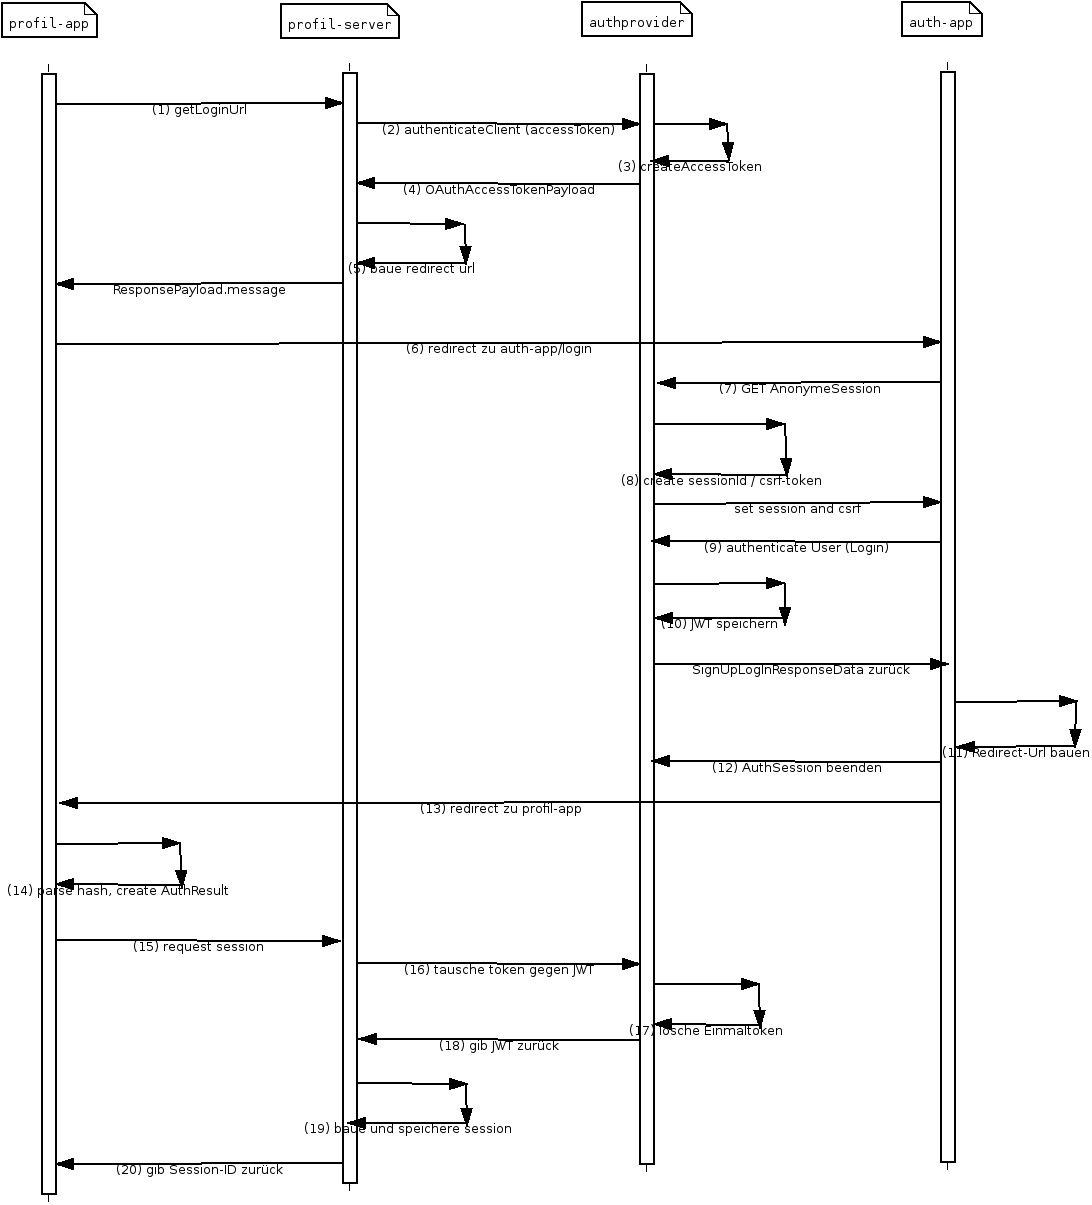 profil-app
profil-server
authprovider
auth-app
(1) getLoginUrl
(2) authenticateClient (accessToken)
(3) createAccessToken
(4) OAuthAccessTokenPayload
(5) baue redirect url
ResponsePayload.message
(6) redirect zu auth-app/login
(7) GET AnonymeSession
(8) create sessionId / csrf-token
set session and csrf
(9) authenticate User (Login)
(10) JWT speichern
SignUpLogInResponseData zurück
(11) Redirect-Url bauen
(12) AuthSession beenden
(13) redirect zu profil-app
(14) parse hash, create AuthResult
(15) request session
(16) tausche token gegen JWT
(17) lösche Einmaltoken
(18) gib JWT zurück
(19) baue und speichere session
(20) gib Session-ID zurück